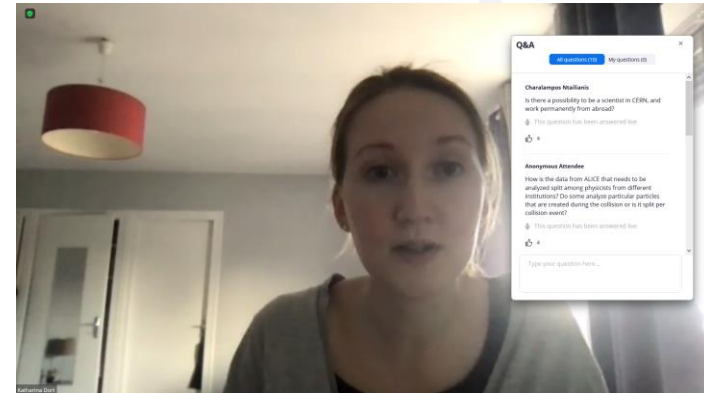 Q&A
All questions (10) My questions (0)
Charalampos Ntailianis
Is there a possibility to be a scientist in CERN, and
work permanently from abroad?
This question has been answered live
Anonymous Attendee
How is the data from ALICE that needs to be
analyzed split among physicists from different
institutions? Do some analyze particular particles
that are created during the collision or is it split per
collision event?
This question has been answered live
Type your question here...
Katharina Dort